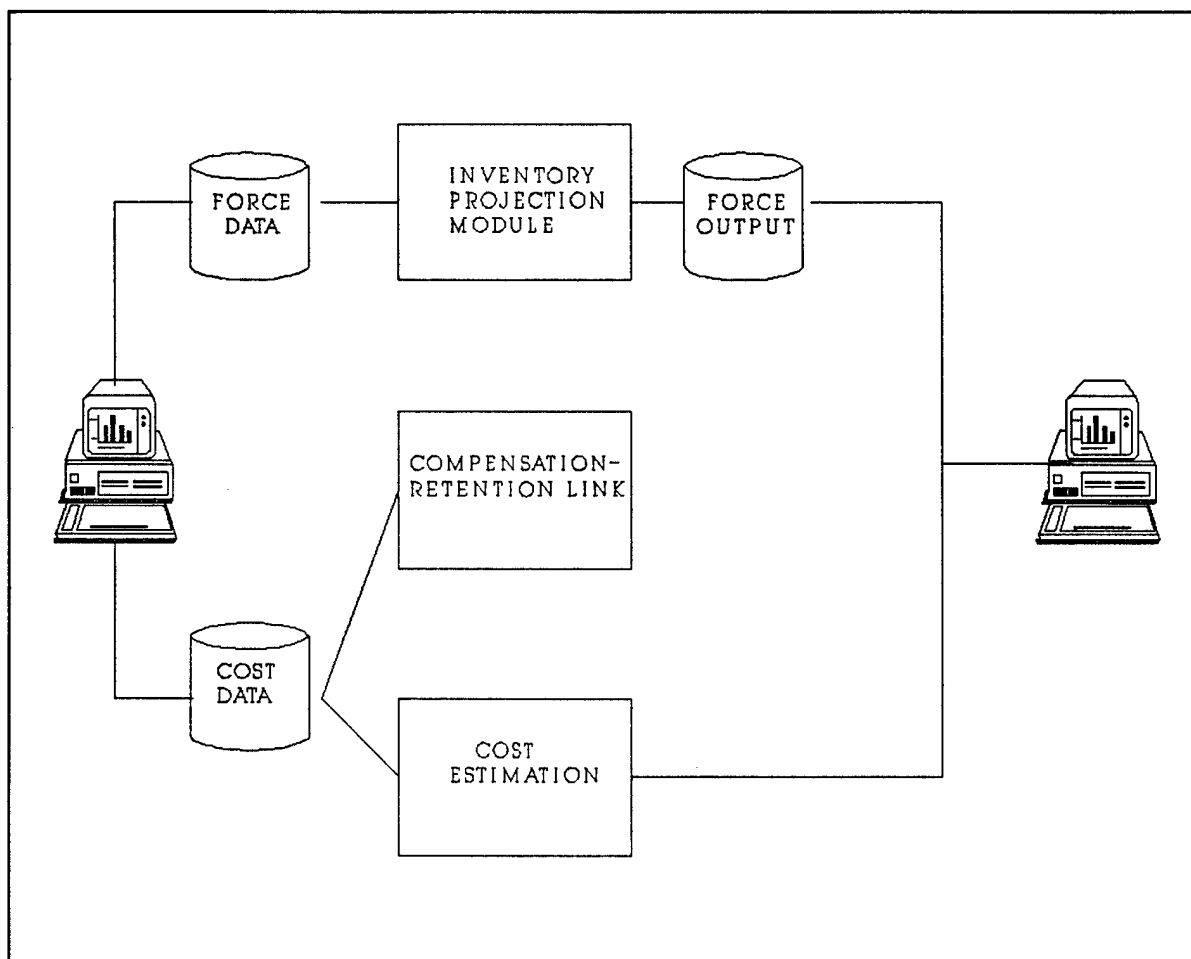 FORCE
DATA
INVENTORY
PROJECTION
MODULE
FORCE
OUTPUT
COMPENSATION-
RETENTION LINK
COST
DATA
COST
ESTIMATION